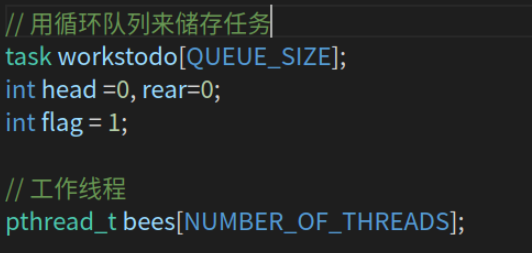 // 用循环队列来储存任务
task workstodo[QUEUE_SIZE];
int head =0, rear=0;
int flag = 1;
// 工作线程
pthread_t bees[NUMBER_OF_THREADS];